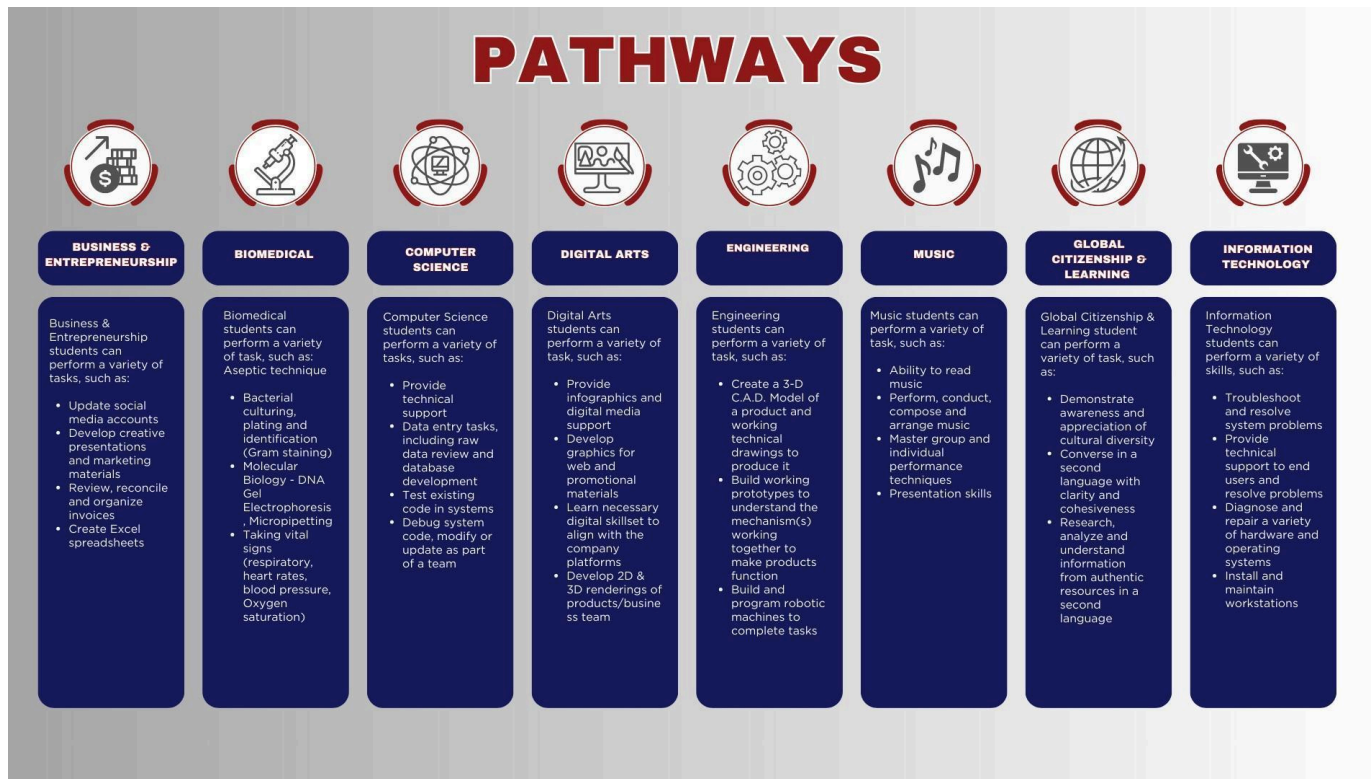 PATHWAYS
BUSINESS &
ENTREPRENEURSHIP
Business &
Entrepreneurship
students can
perform a variety of
tasks, such as:
• Update social
media accounts
• Develop creative
presentations
and marketing
materials
• Review, reconcile
and organize
invoices
• Create Excel
spreadsheets
BIOMEDICAL
Biomedical
students can
perform a variety
of task, such as:
Aseptic technique
• Bacterial
culturing,
plating and
identification
(Gram staining)
• Molecular
Biology - DNA
Gel
Electrophoresis
, Micropipetting
• Taking vital
signs
(respiratory,
heart rates,
blood pressure,
Oxygen
saturation)
COMPUTER
SCIENCE
Computer Science
students can
perform a variety of
tasks, such as:
• Provide
technical
support
• Data entry tasks,
including raw
data review and
database
development
• Test existing
code in systems
• Debug system
code, modify or
update as part
of a team
DIGITAL ARTS
Digital Arts
students can
perform a variety of
task, such as:
• Provide
infographics and
digital media
support
• Develop
graphics for
web and
promotional
materials
• Learn necessary
digital skillset to
align with the
company
platforms
• Develop 2D &
3D renderings of
products/busine
ss team
ENGINEERING
Engineering
students can
perform a variety of
task, such as:
• Create a 3-D
C.A.D. Model of
a product and
working
technical
drawings to
produce it
• Build working
prototypes to
understand the
mechanism(s)
working
together to
make products
function
• Build and
program robotic
machines to
complete tasks
MUSIC
Music students can
perform a variety of
task, such as:
• Ability to read
music
• Perform, conduct,
compose and
arrange music
• Master group and
individual
performance
techniques
• Presentation skills
GLOBAL
CITIZENSHIP &
LEARNING
Global Citizenship &
Learning student
can perform a
variety of task, such
as:
• Demonstrate
awareness and
appreciation of
cultural diversity
• Converse in a
second
language with
clarity and
cohesiveness
• Research,
analyze and
understand
information
from authentic
resources in a
second
language
INFORMATION
TECHNOLOGY
Information
Technology
students can
perform a variety of
skills, such as:
• Troubleshoot
and resolve
system problems
• Provide
technical
support to end
users and
resolve problems
• Diagnose and
repair a variety
of hardware and
operating
systems
• Install and
maintain
workstations